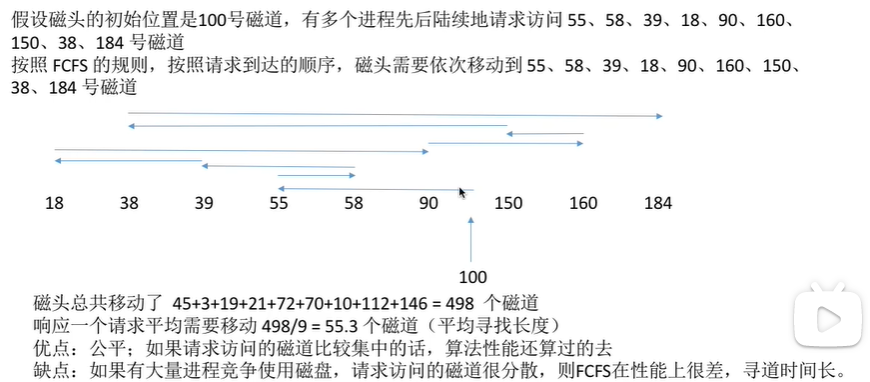 假设磁头的初始位置是100号磁道，有多个进程先后陆续地请求访问 55、58、39、18、90、160、
150、38、184 号磁道
按照 FCFS 的规则，按照请求到达的顺序，磁头需要依次移动到 55、58、39、18、90、160、150、
38、184 号磁道
18 38 39 55 58 90 150 160 184
100
磁头总共移动了 45+3+19+21+72+70+10+112+146 = 498 个磁道
响应一个请求平均需要移动 498/9 = 55.3 个磁道（平均寻找长度）
优点：公平；如果请求访问的磁道比较集中的话，算法性能还算过的去
缺点：如果有大量进程竞争使用磁盘，请求访问的磁道很分散，则FCFS在性能上很差，寻道时间长。